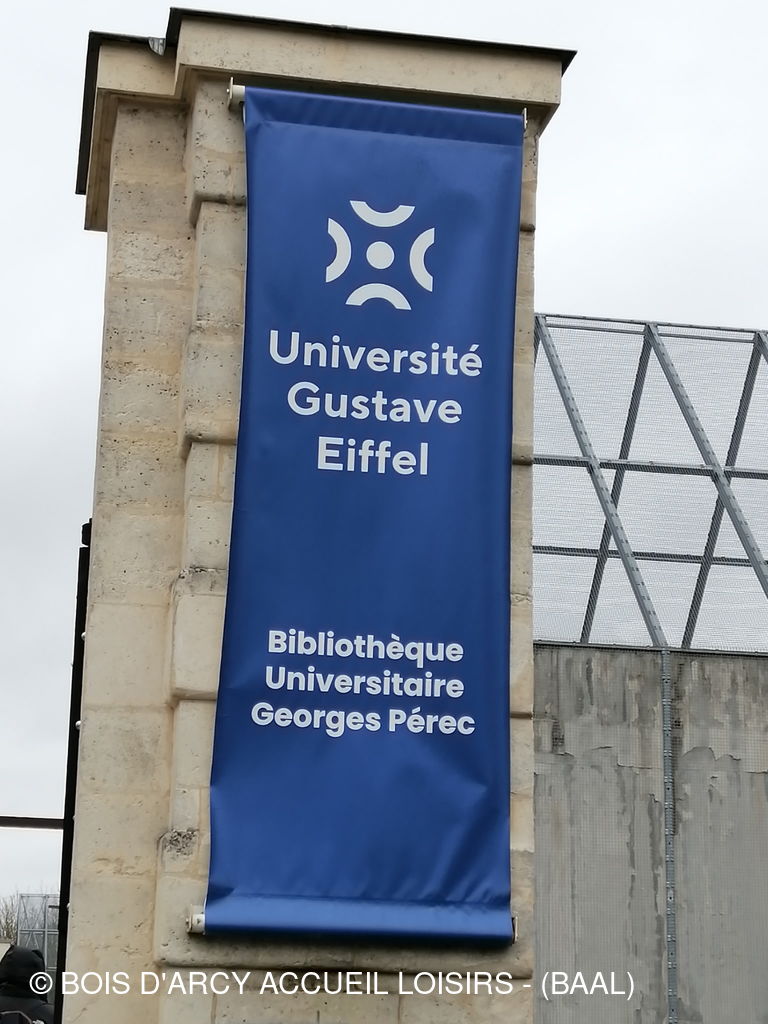 Université
Gustave
Eiffel
Bibliothèque
Universitaire
Georges Pérec
© BOIS D'ARCY ACCUEIL LOISIRS - (BAAL)